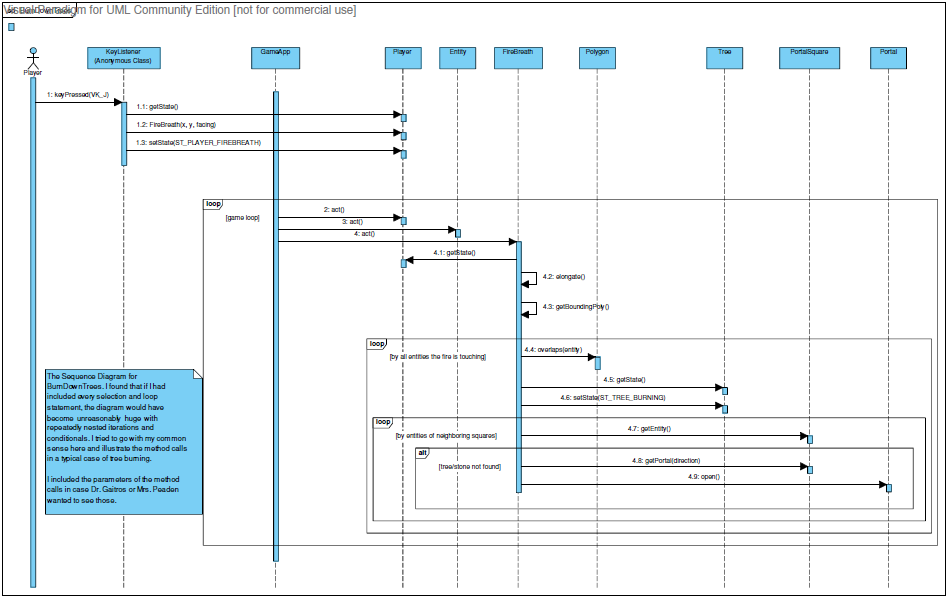 Visual Paradigm for UML Community Edition [not for commercial use]
KeyListener
(Anonymous Class)
GameApp
Player
Entity
FireBreath
Polygon
Tree
PortalSquare
Portal
Player
1: keyPressed(VK_J)
1.1: getState()
1.2: FireBreath(x, y, facing)
1.3: setState(ST_PLAYER_FIREBREATH)
loop
[game loop]
2: act()
3: act()
4: act()
4.1: getState()
4.2: elongate()
4.3: getBoundingPoly()
loop
[by all entities the fire is touching]
4.4: overlaps(entity)
4.5: getState()
4.6: setState(ST_TREE_BURNING)
loop
[by entities of neighboring squares]
4.7: getEntity()
alt
[tree/stone not found]
4.8: getPortal(direction)
4.9: open()
The Sequence Diagram for
BurnDownTrees. I found that if I had
included every selection and loop
statement, the diagram would have
become unreasonably huge with
repeatedly nested iterations and
conditionals. I tried to go with my common
sense here and illustrate the method calls
in a typical case of tree burning.
I included the parameters of the method
calls in case Dr. Gaitros or Mrs. Peaden
wanted to see those.